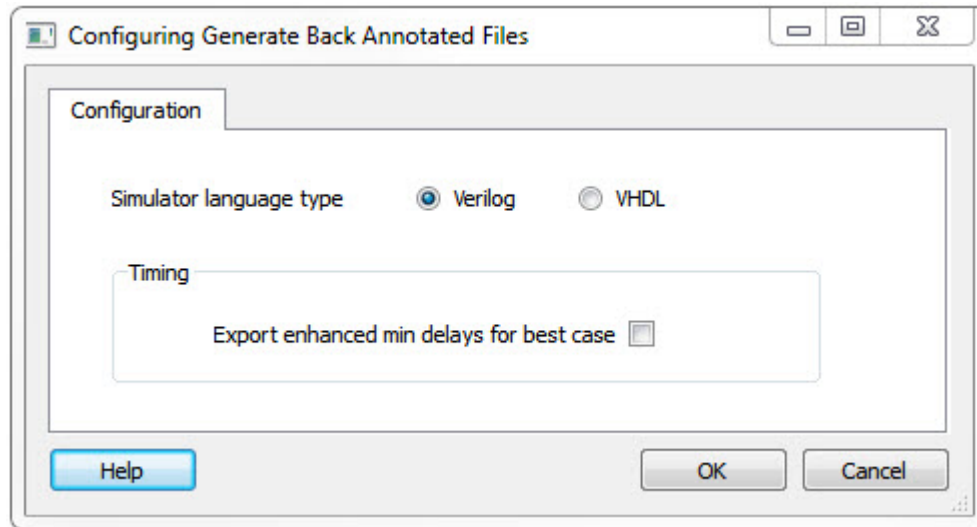 Configuring Generate Back Annotated Files
Configuration
Simulator language type Verilog VHDL
Timing
Export enhanced min delays for best case
Help OK Cancel